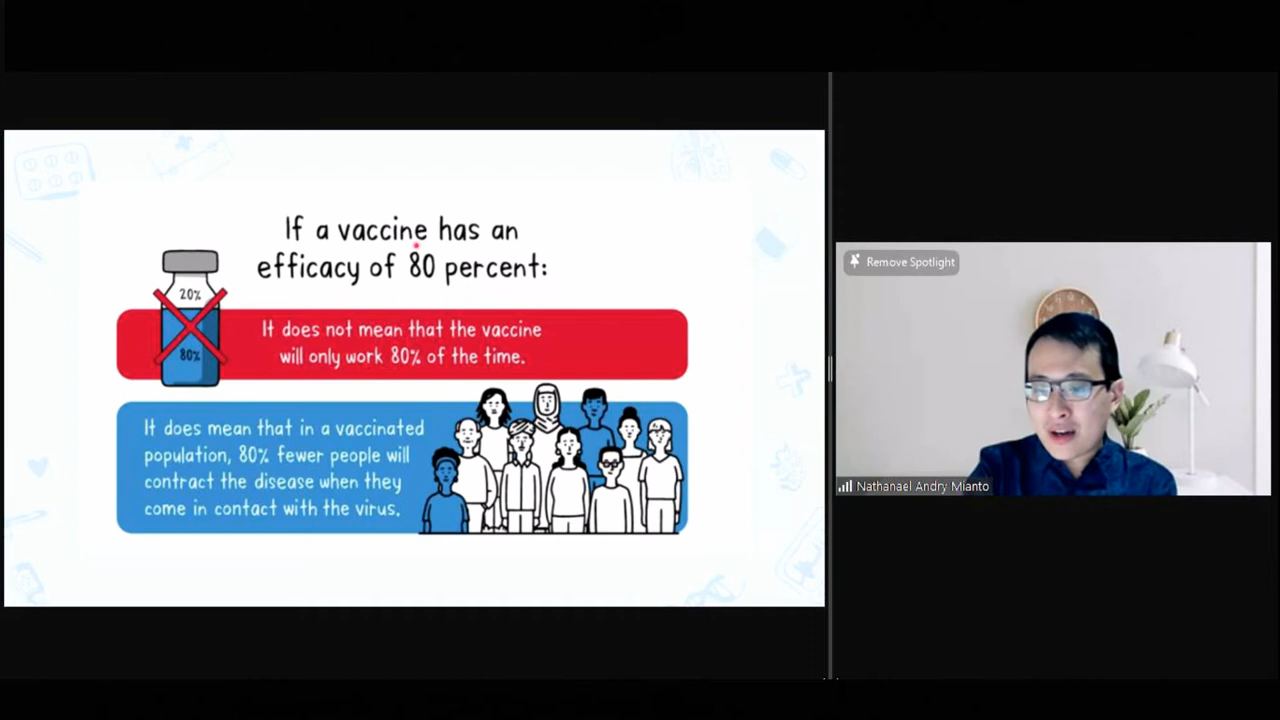 If a vaccine has an
efficacy of 80 percent:
20%
80%
It does not mean that the vaccine
will only work 80% of the time.
It does mean that in a vaccinated
population, 80% fewer people will
contract the disease when they
come in contact with the virus.
Remove Spotlight
Nathanael Andry Mianto